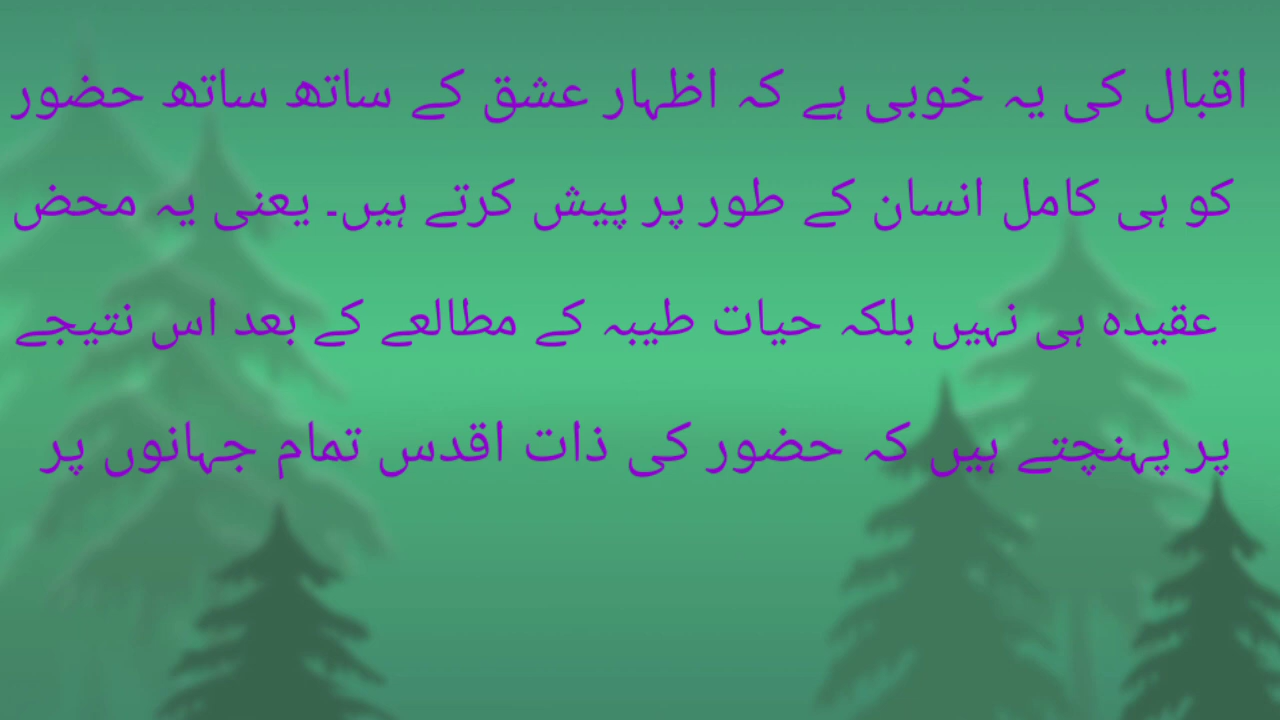 اقبال کی یہ خوبی ہے کہ اظہار عشق کے ساتھ ساتھ حضور
کو ہی کامل انسان کے طور پر پیش کرتے ہیں۔ یعنی یہ محض
عقیدہ ہی نہیں بلکہ حیات طیبہ کے مطالعے کے بعد اس نتیجے
پر پہنچتے ہیں کہ حضور کی ذات اقدس تمام جہانوں پر